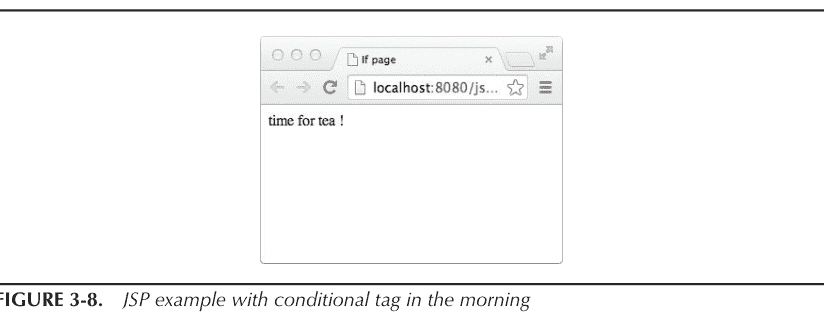 If page
localhost:8080/js...
time for tea !
FIGURE 3-8. JSP example with conditional tag in the morning